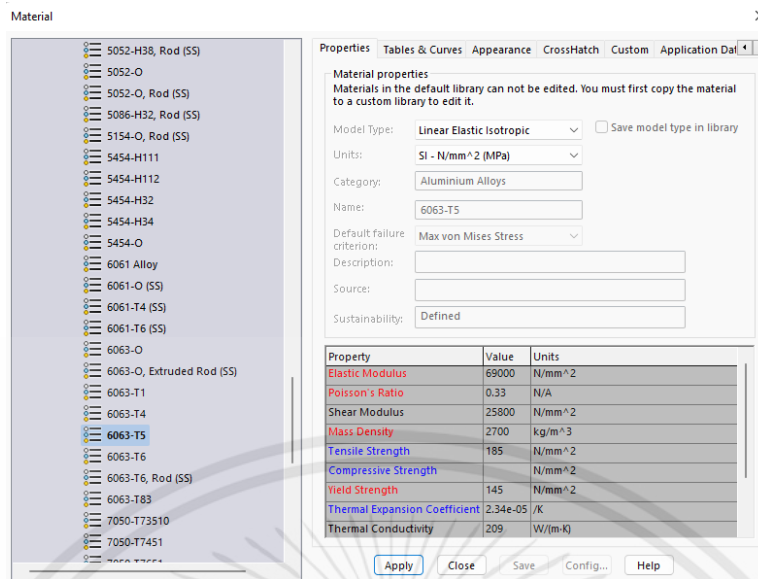 Material
5052-H38, Rod (SS)
5052-O
5052-O, Rod (SS)
5086-H32, Rod (SS)
5154-O, Rod (SS)
5454-H111
5454-H112
5454-H32
5454-H34
5454-O
6061 Alloy
6061-O (SS)
6061-T4 (SS)
6061-T6 (SS)
6063-O
6063-O, Extruded Rod (SS)
6063-T1
6063-T4
6063-T5
6063-T6
6063-T6, Rod (SS)
6063-T83
7050-T73510
7050-T7451
Properties Tables & Curves Appearance CrossHatch Custom Application Dat
Material properties
Materials in the default library can not be edited. You must first copy the material
to a custom library to edit it.
Model Type: Linear Elastic Isotropic Save model type in library
Units: SI - N/mm^2 (MPa)
Category: Aluminium Alloys
Name: 6063-T5
Default failure
criterion: Max von Mises Stress
Description:
Source:
Sustainability: Defined
Property Value Units
Elastic Modulus 69000 N/mm^2
Poisson's Ratio 0.33 N/A
Shear Modulus 25800 N/mm^2
Mass Density 2700 kg/m^3
Tensile Strength 185 N/mm^2
Compressive Strength N/mm^2
Yield Strength 145 N/mm^2
Thermal Expansion Coefficient 2.34e-05 /K
Thermal Conductivity 209 W/(m·K)
Apply Close Save Config... Help